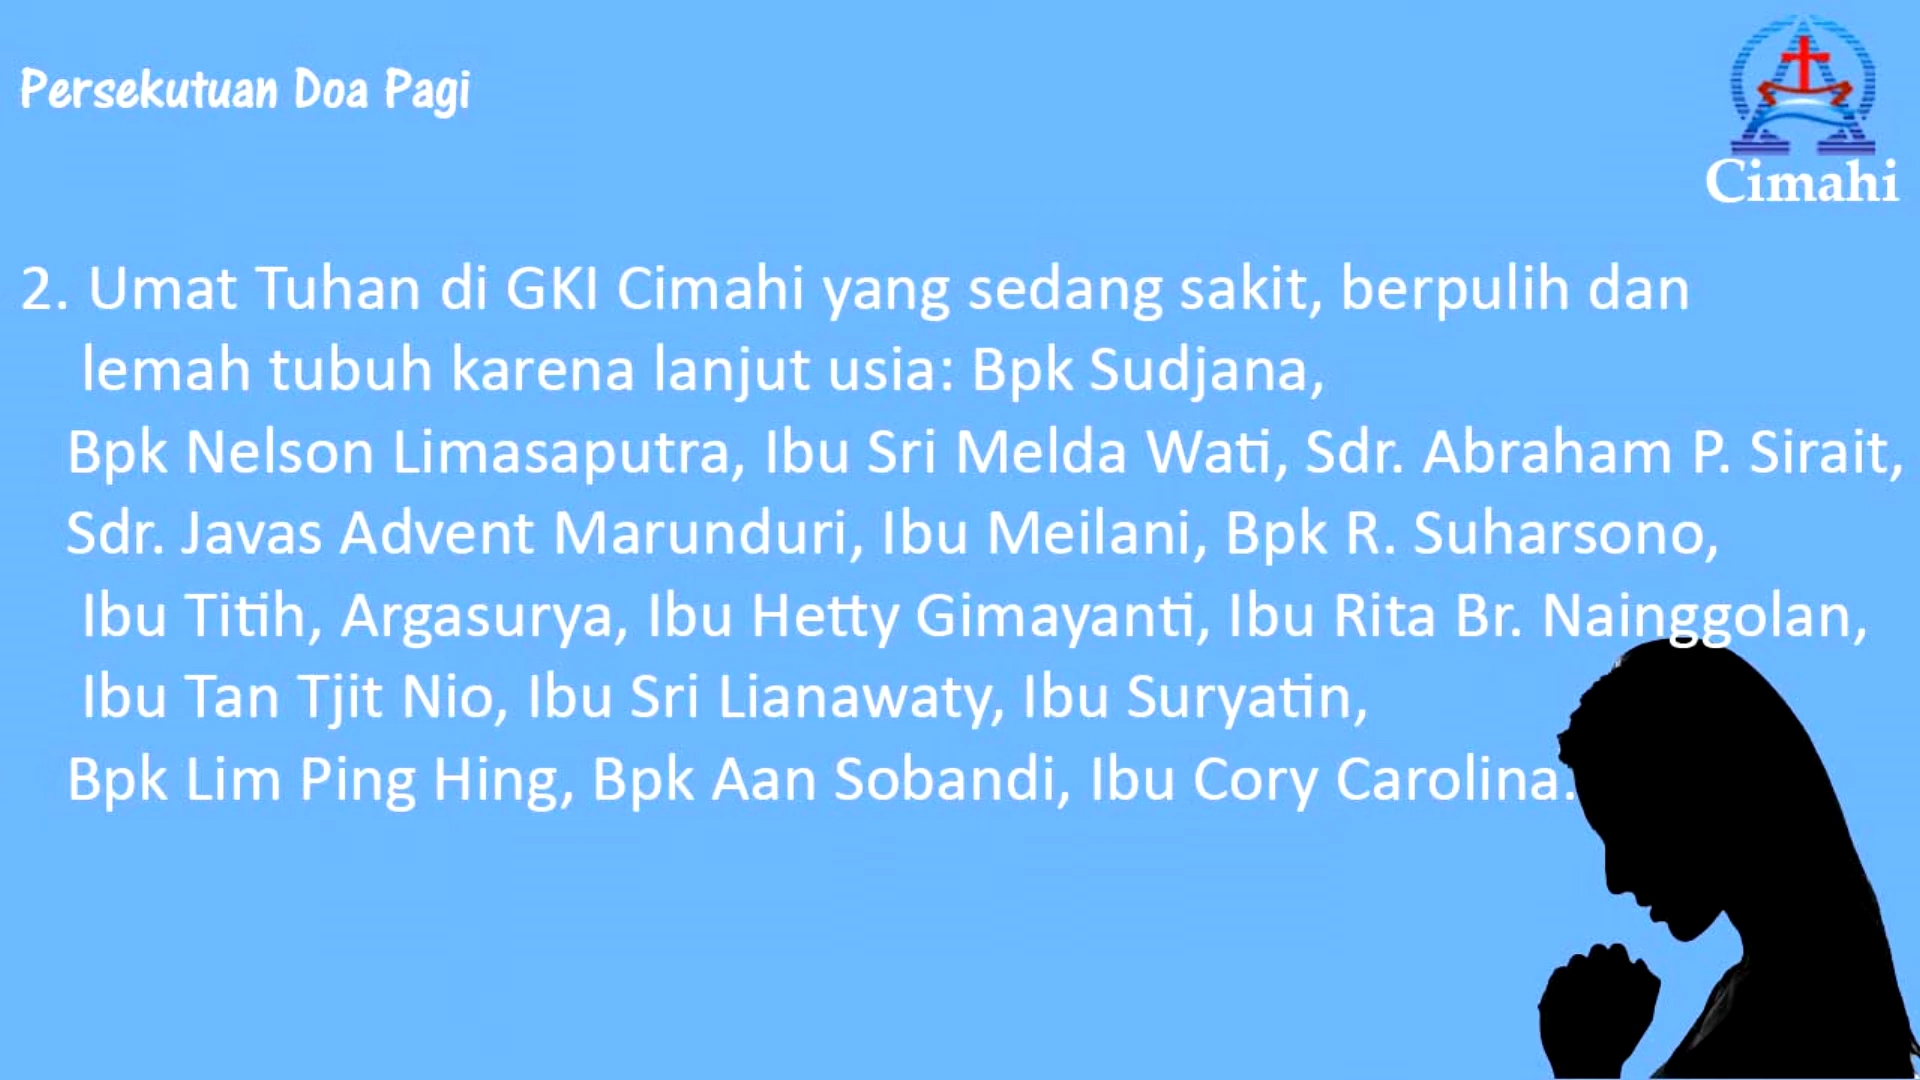 Persekutuan Doa Pagi
Cimahi
2. Umat Tuhan di GKI Cimahi yang sedang sakit, berpulih dan
lemah tubuh karena lanjut usia: Bpk Sudjana,
Bpk Nelson Limasaputra, Ibu Sri Melda Wati, Sdr. Abraham P. Sirait,
Sdr. Javas Advent Marunduri, Ibu Meilani, Bpk R. Suharsono,
Ibu Titih, Argasurya, Ibu Hetty Gimayanti, Ibu Rita Br. Nainggolan,
Ibu Tan Tjit Nio, Ibu Sri Lianawaty, Ibu Suryatin,
Bpk Lim Ping Hing, Bpk Aan Sobandi, Ibu Cory Carolina.